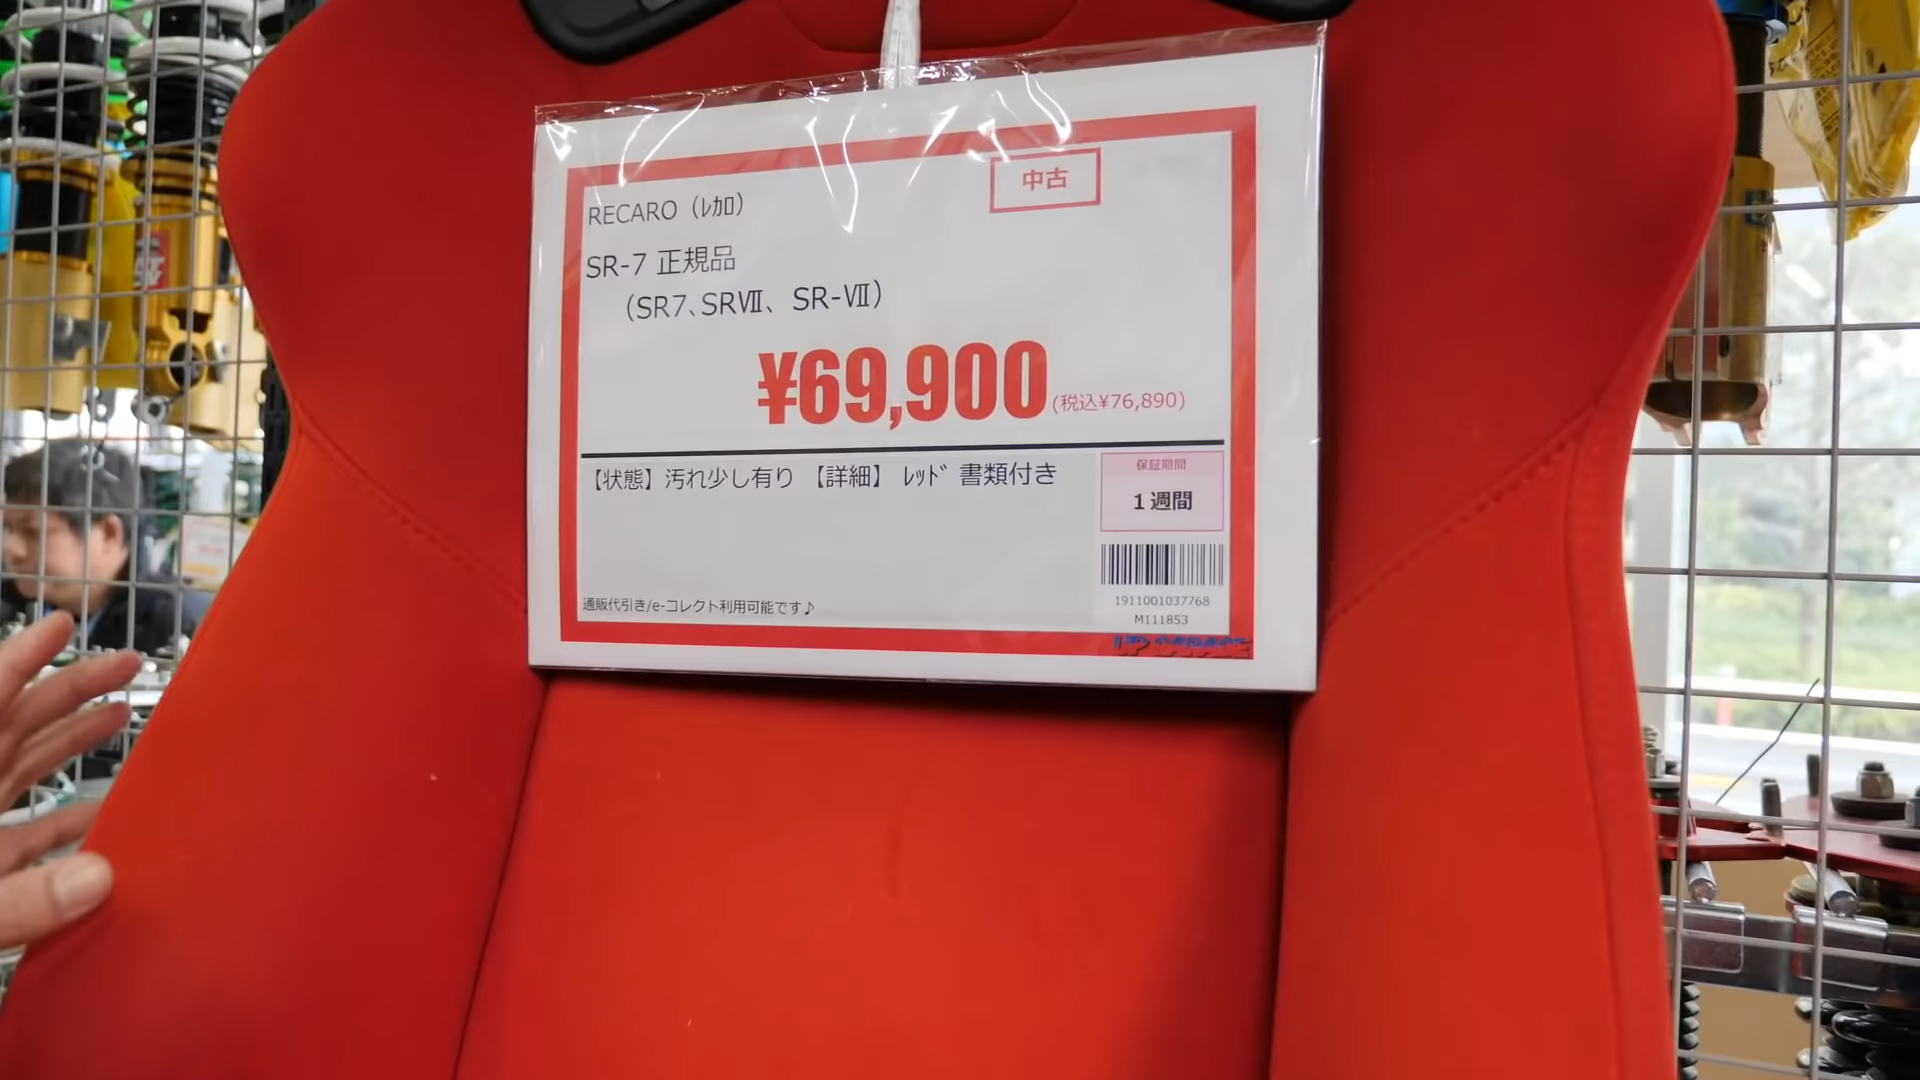 中古
RECARO（ﾚｶﾛ）
SR-7 正規品
（SR7、SRⅦ、SR-Ⅶ）
¥69,900 (税込¥76,890)
【状態】汚れ少し有り 【詳細】 ﾚｯﾄﾞ 書類付き
保証期間
1週間
1911001037768
M111853
通販代引き/e-コレクト利用可能です♪
UP GARAGE